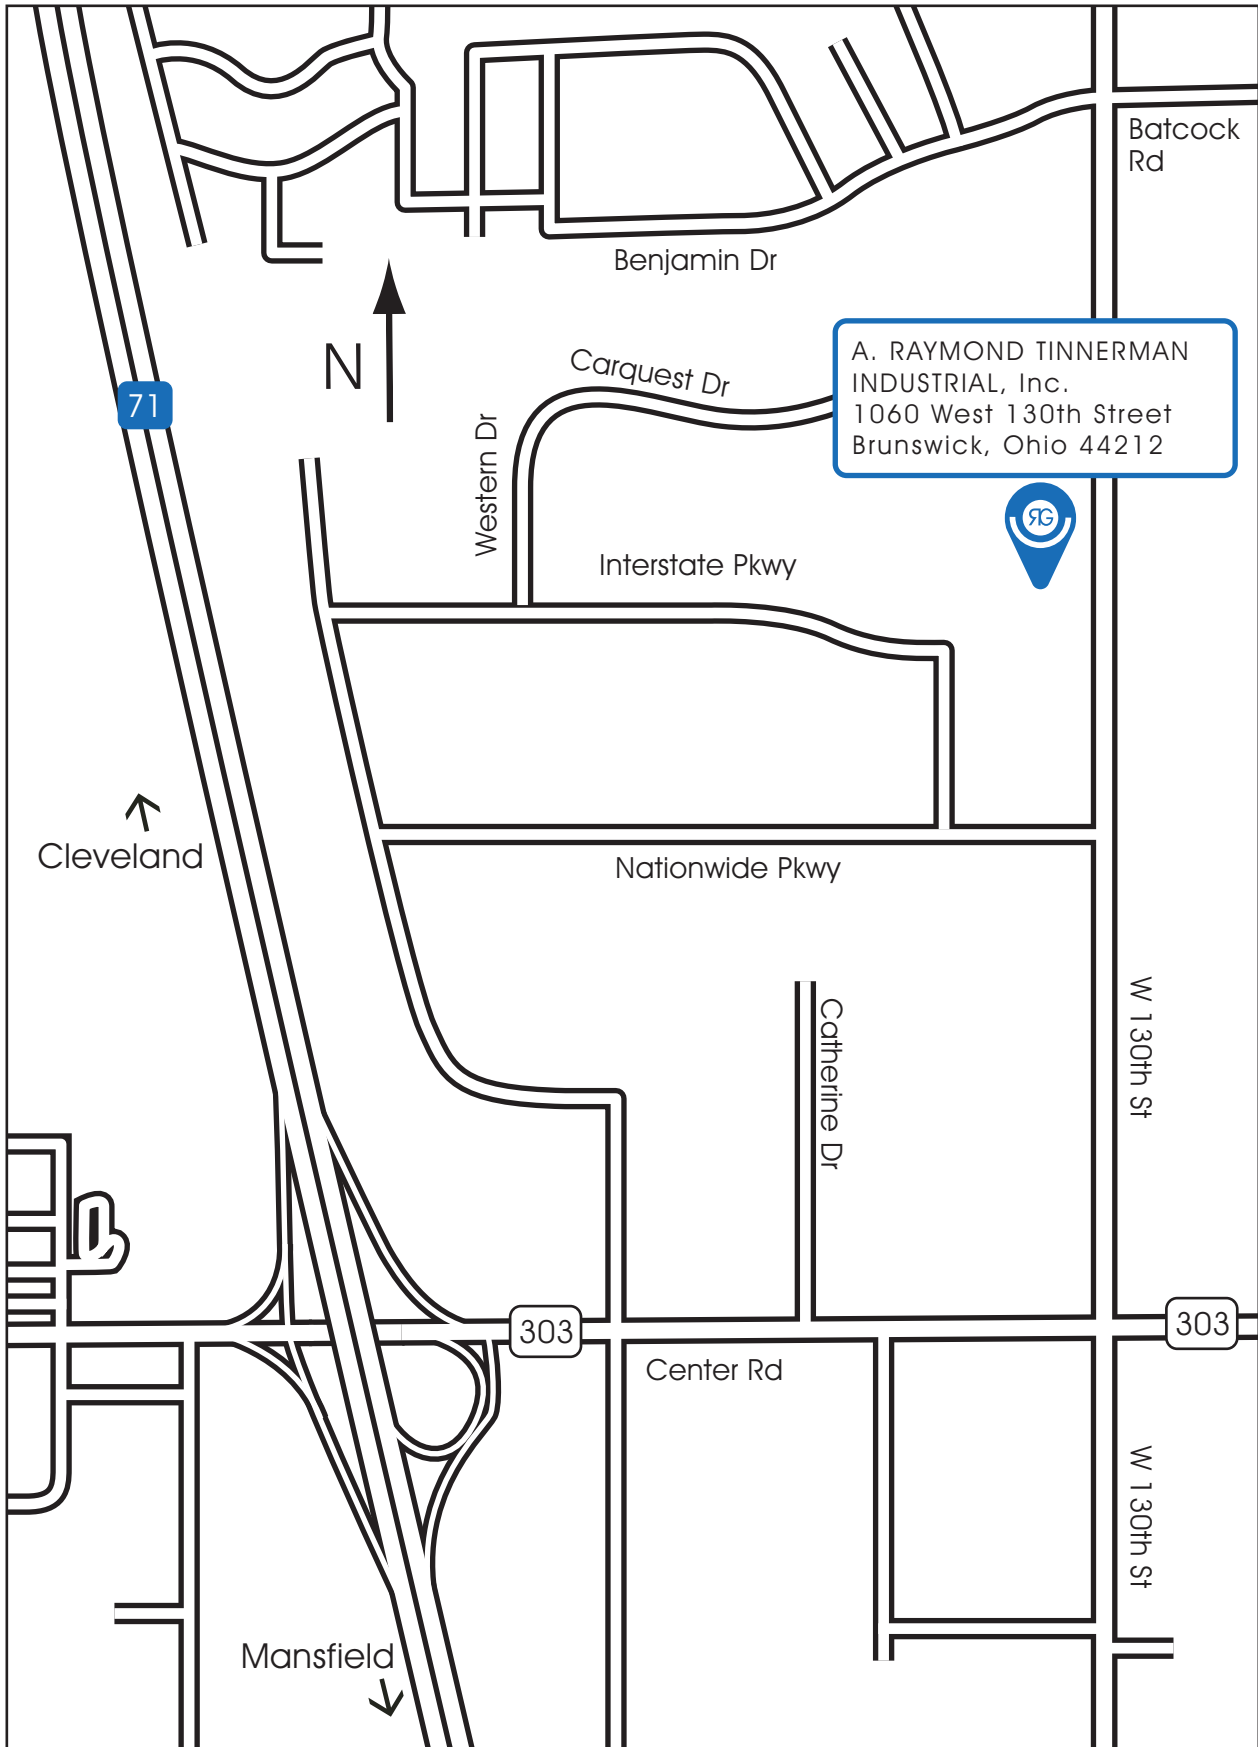 Batcock
Rd
Benjamin Dr
N
Carquest Dr
A. RAYMOND TINNERMAN
INDUSTRIAL, Inc.
1060 West 130th Street
Brunswick, Ohio 44212
71
Western Dr
RG
Interstate Pkwy
Cleveland
Nationwide Pkwy
W 130th St
Catherine Dr
303
303
Center Rd
W 130th St
Mansfield